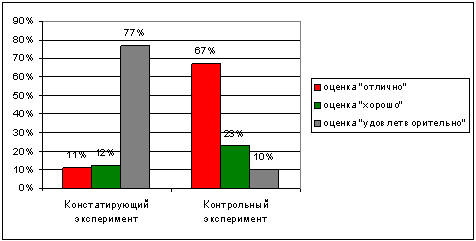 90%
80%
70%
60%
50%
40%
30%
20%
10%
0%
77%
67%
11%
12%
23%
10%
Констатирующий
эксперимент
Контрольный
эксперимент
оценка "отлично"
оценка "хорошо"
оценка "удовлетворительно"